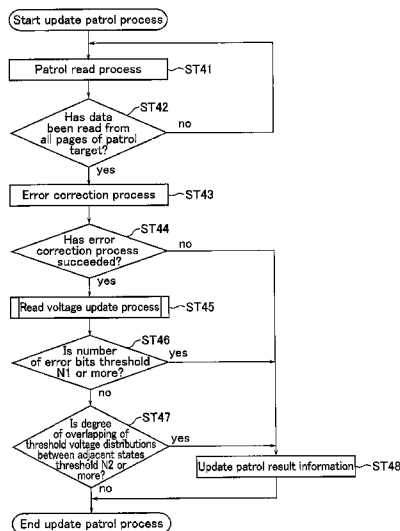 Start update patrol process
Patrol read process
ST41
ST42
Has data
been read from
all pages of patrol
target?
no
yes
Error correction process
ST43
ST44
Has error
correction process
succeeded?
no
yes
Read voltage update process
ST45
ST46
Is number
of error bits threshold
N1 or more?
yes
no
ST47
Is degree
of overlapping of
threshold voltage distributions
between adjacent states
threshold N2 or
more?
yes
no
Update patrol result information
ST48
End update patrol process